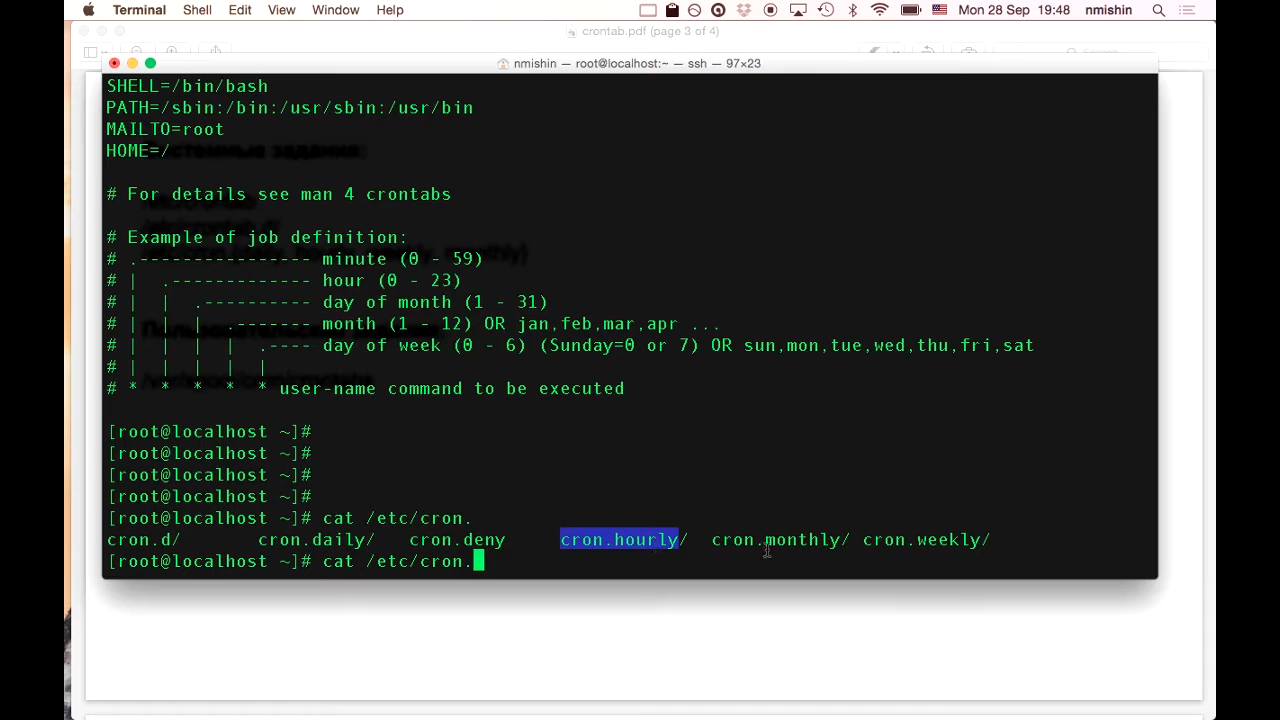 Terminal Shell Edit View Window Help Mon 28 Sep 19:48 nmishin
crontab.pdf (page 3 of 4)
nmishin — root@localhost:~ — ssh — 97×23
SHELL=/bin/bash
PATH=/sbin:/bin:/usr/sbin:/usr/bin
MAILTO=root
HOME=/
# For details see man 4 crontabs
# Example of job definition:
# .---------------- minute (0 - 59)
# |  .------------- hour (0 - 23)
# |  |  .---------- day of month (1 - 31)
# |  |  |  .------- month (1 - 12) OR jan,feb,mar,apr ...
# |  |  |  |  .---- day of week (0 - 6) (Sunday=0 or 7) OR sun,mon,tue,wed,thu,fri,sat
# |  |  |  |  |
# *  *  *  *  * user-name command to be executed
[root@localhost ~]#
[root@localhost ~]#
[root@localhost ~]#
[root@localhost ~]#
[root@localhost ~]# cat /etc/cron.
cron.d/ cron.daily/ cron.deny cron.hourly/ cron.monthly/ cron.weekly/
[root@localhost ~]# cat /etc/cron.